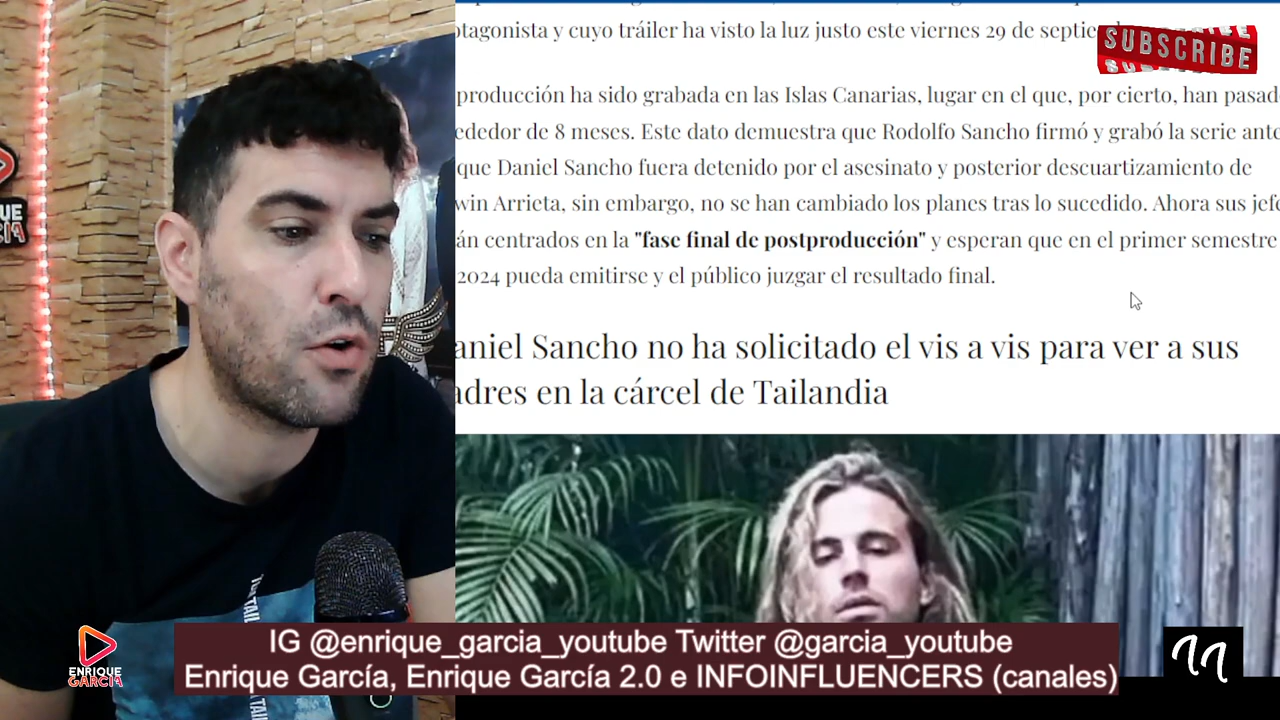 otagonista y cuyo tráiler ha visto la luz justo este viernes 29 de septie
SUBSCRIBE
producción ha sido grabada en las Islas Canarias, lugar en el que, por cierto, han pasad
ededor de 8 meses. Este dato demuestra que Rodolfo Sancho firmó y grabó la serie ante
que Daniel Sancho fuera detenido por el asesinato y posterior descuartizamiento de
win Arrieta, sin embargo, no se han cambiado los planes tras lo sucedido. Ahora sus jefe
án centrados en la "fase final de postproducción" y esperan que en el primer semestre
2024 pueda emitirse y el público juzgar el resultado final.
aniel Sancho no ha solicitado el vis a vis para ver a sus
adres en la cárcel de Tailandia
UE
CÍA
IG @enrique_garcia_youtube Twitter @garcia_youtube
Enrique García, Enrique García 2.0 e INFOINFLUENCERS (canales)
ENRIQUE
GARCÍA